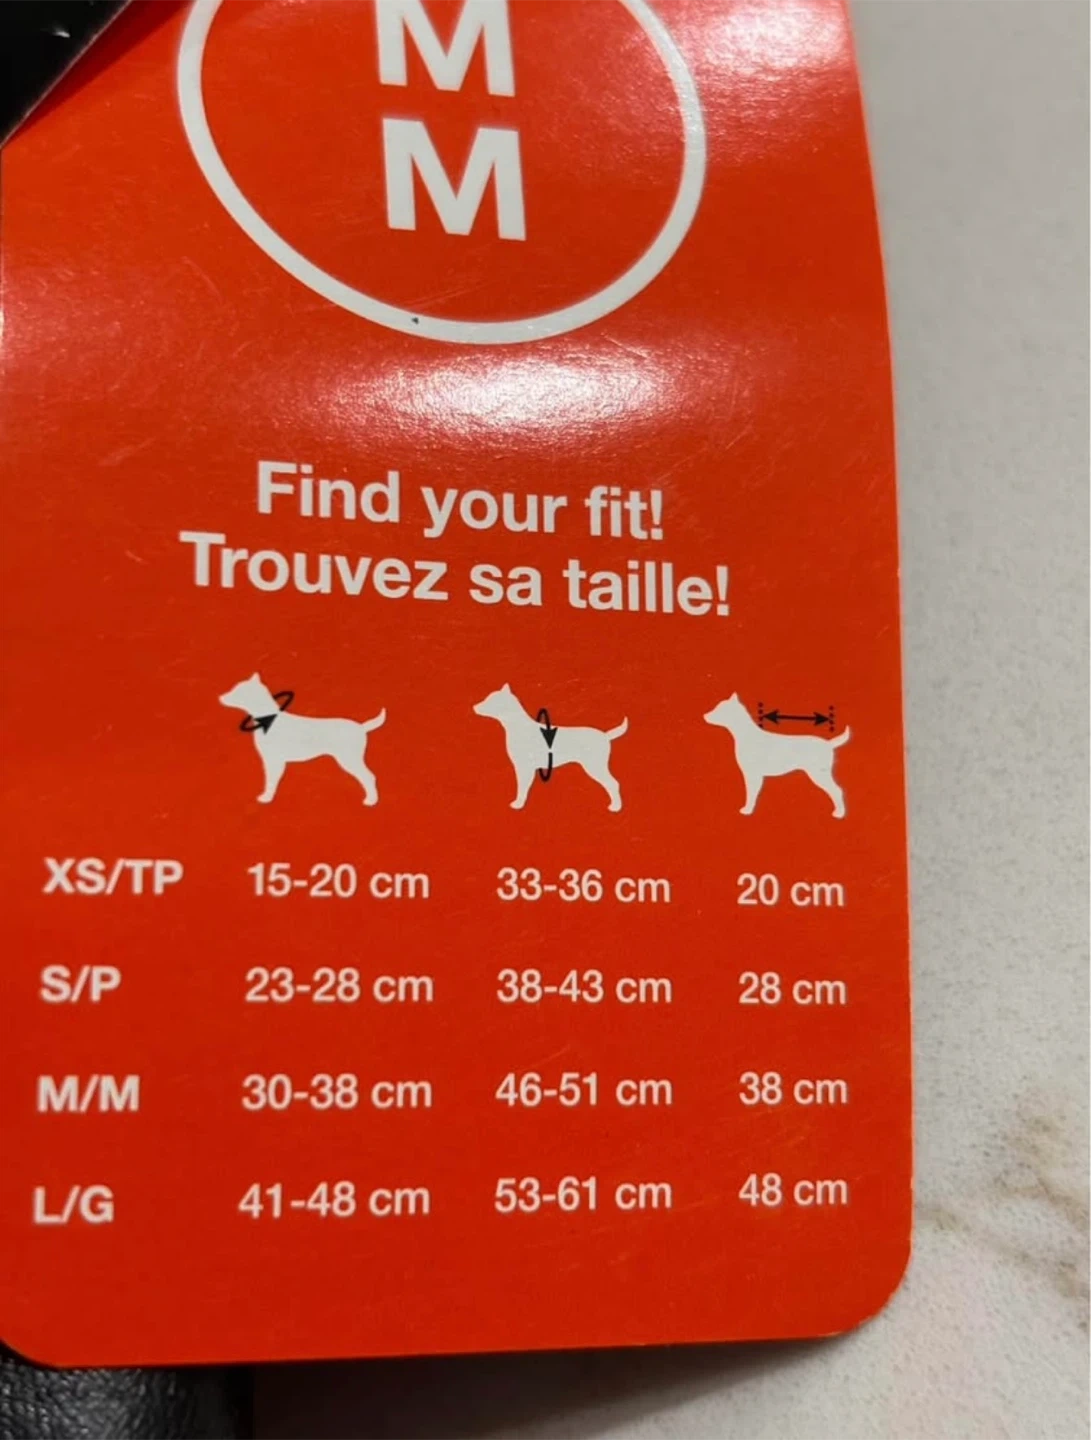 M
M
Find your fit!
Trouvez sa taille!
XS/TP 15-20 cm 33-36 cm 20 cm
S/P 23-28 cm 38-43 cm 28 cm
M/M 30-38 cm 46-51 cm 38 cm
L/G 41-48 cm 53-61 cm 48 cm